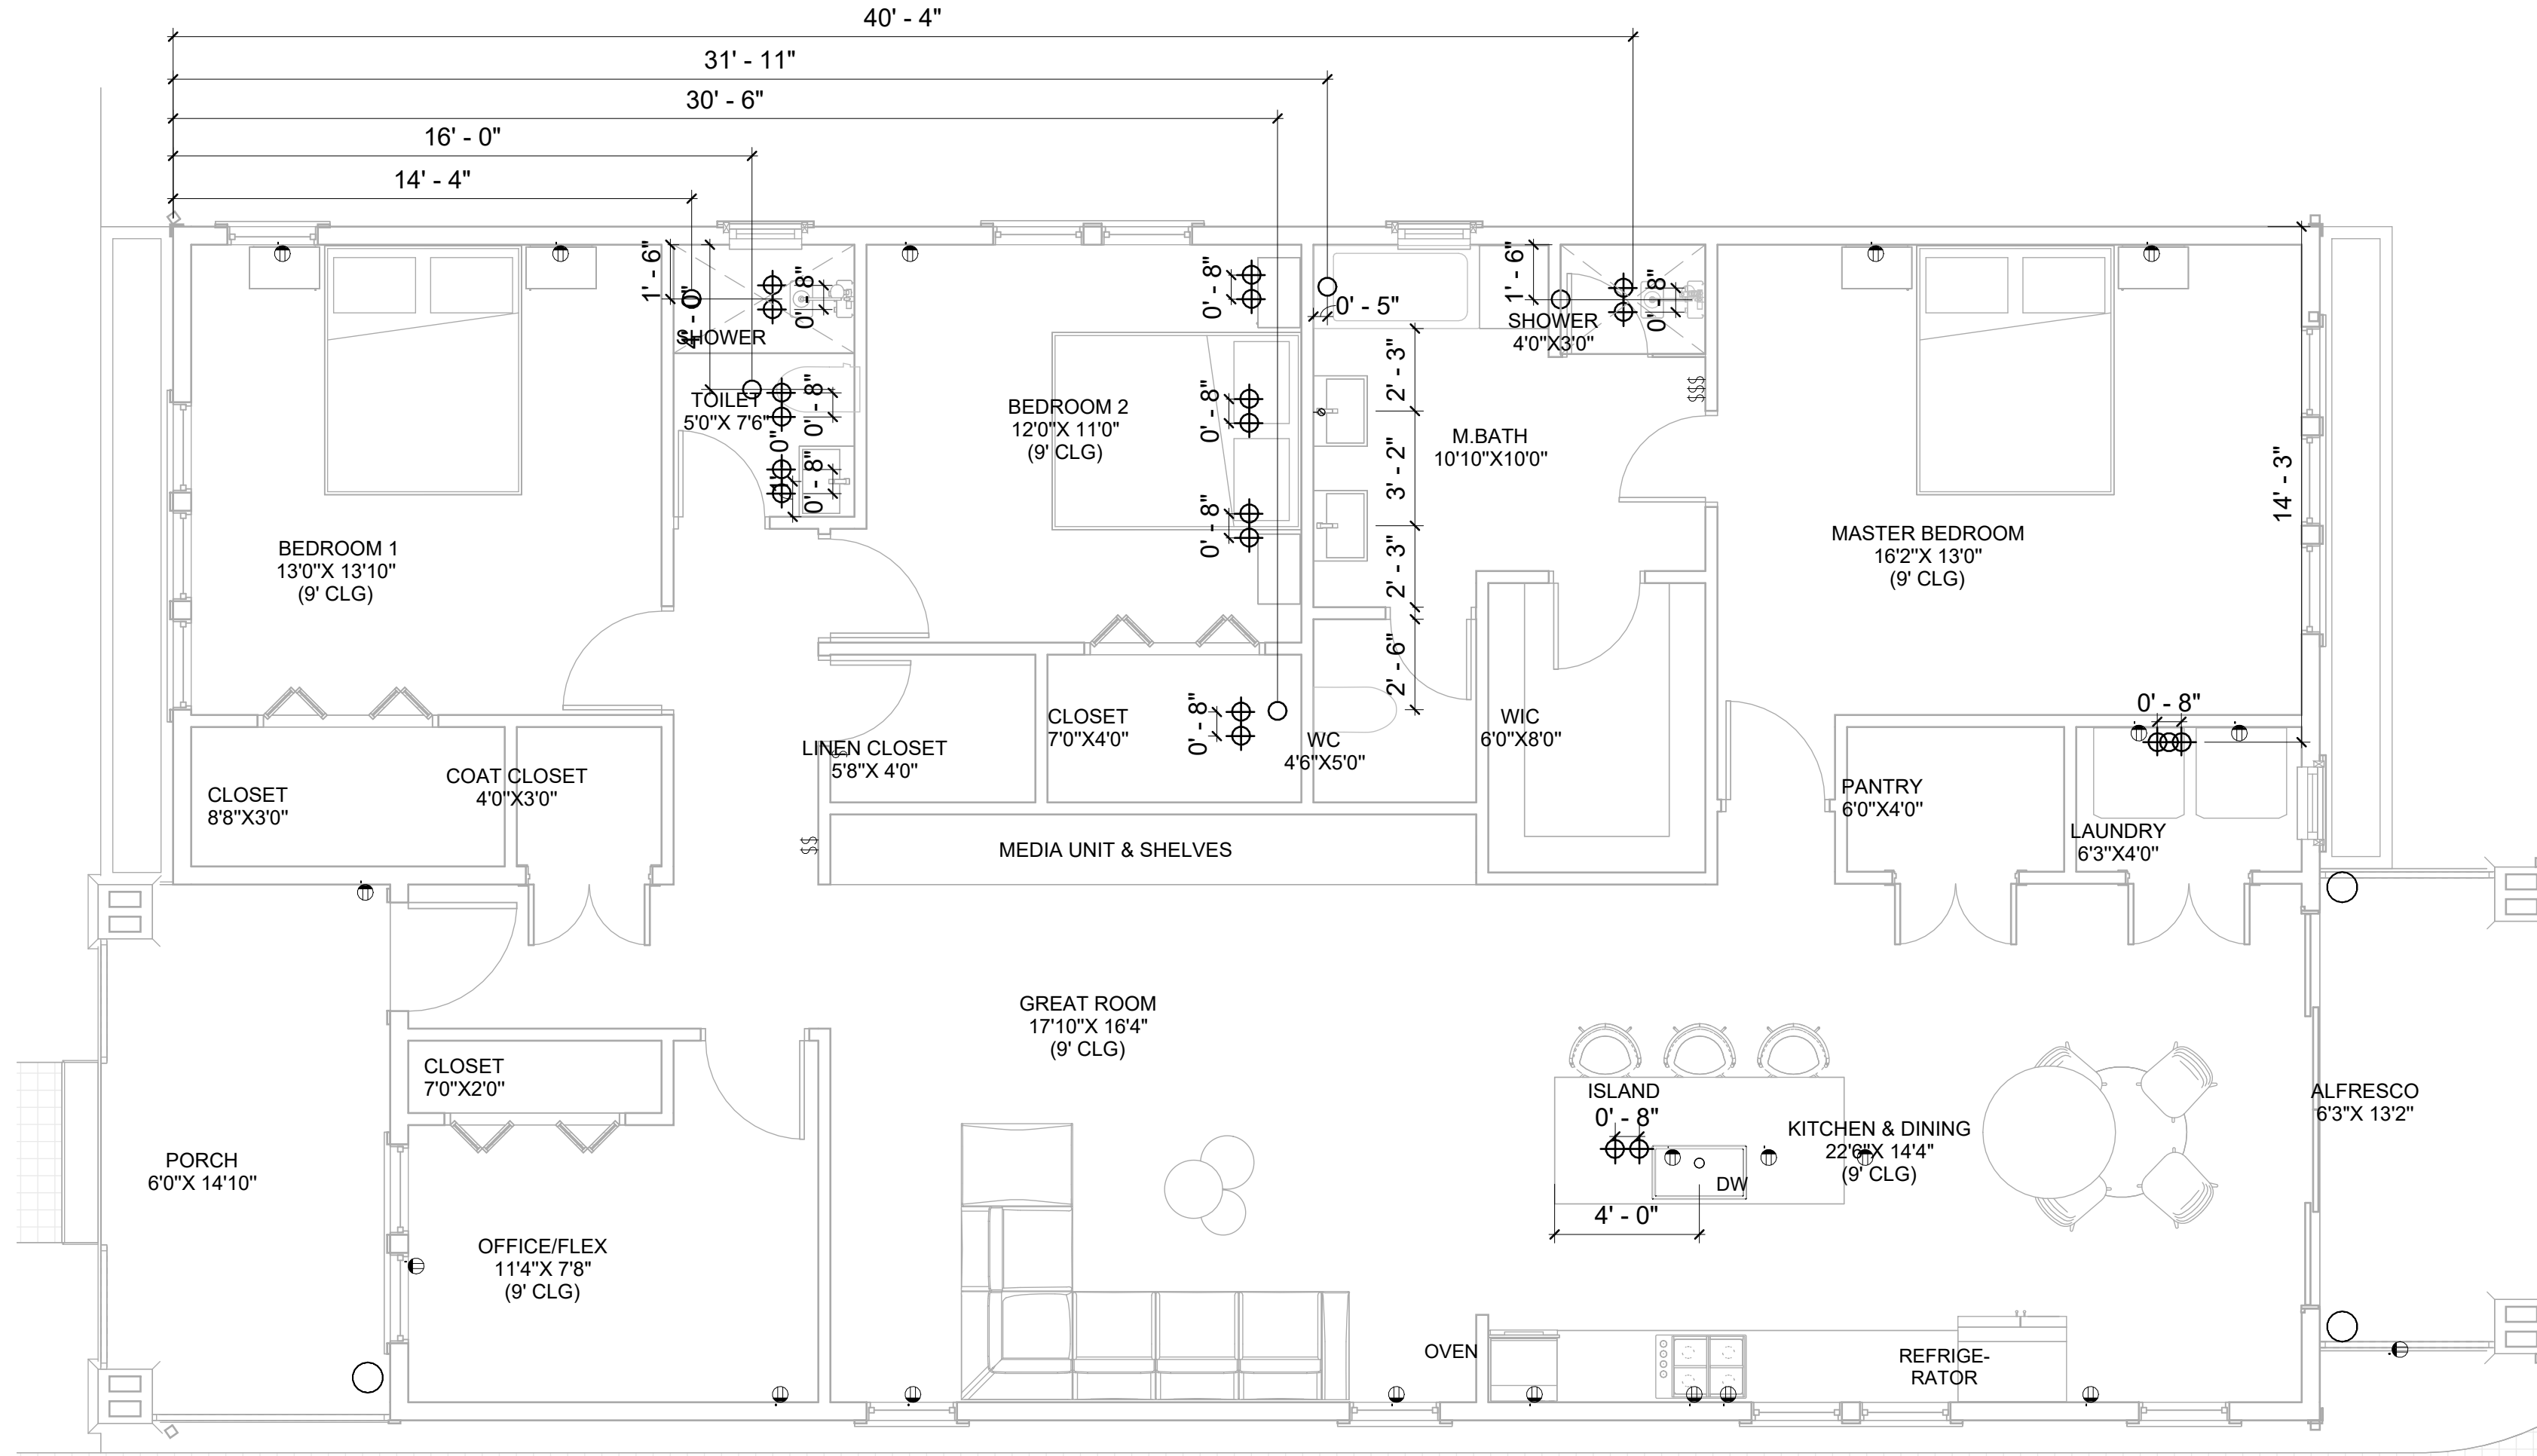 40' - 4"
31' - 11"
30' - 6"
16' - 0"
14' - 4"
1' - 6"
4' - 0"
0' - 8"
SHOWER
0' - 8"
0' - 5"
1' - 6"
SHOWER
4'0"X3'0"
0' - 8"
2' - 3"
TOILET
5'0"X 7'6"
0' - 8"
1' - 0"
0' - 8"
BEDROOM 2
12'0"X 11'0"
(9' CLG)
0' - 8"
0' - 8"
3' - 2"
$$$
M.BATH
10'10"X10'0"
14' - 3"
BEDROOM 1
13'0"X 13'10"
(9' CLG)
2' - 3"
MASTER BEDROOM
16'2"X 13'0"
(9' CLG)
2' - 6"
LINEN CLOSET
5'8"X 4'0"
CLOSET
7'0"X4'0"
0' - 8"
WC
4'6"X5'0"
WIC
6'0"X8'0"
0' - 8"
CLOSET
8'8"X3'0"
COAT CLOSET
4'0"X3'0"
PANTRY
6'0"X4'0"
LAUNDRY
6'3"X4'0"
$$
MEDIA UNIT & SHELVES
GREAT ROOM
17'10"X 16'4"
(9' CLG)
CLOSET
7'0"X2'0"
ISLAND
0' - 8"
KITCHEN & DINING
22'6"X 14'4"
(9' CLG)
ALFRESCO
6'3"X 13'2"
PORCH
6'0"X 14'10"
DW
4' - 0"
OFFICE/FLEX
11'4"X 7'8"
(9' CLG)
OVEN
REFRIGE-
RATOR